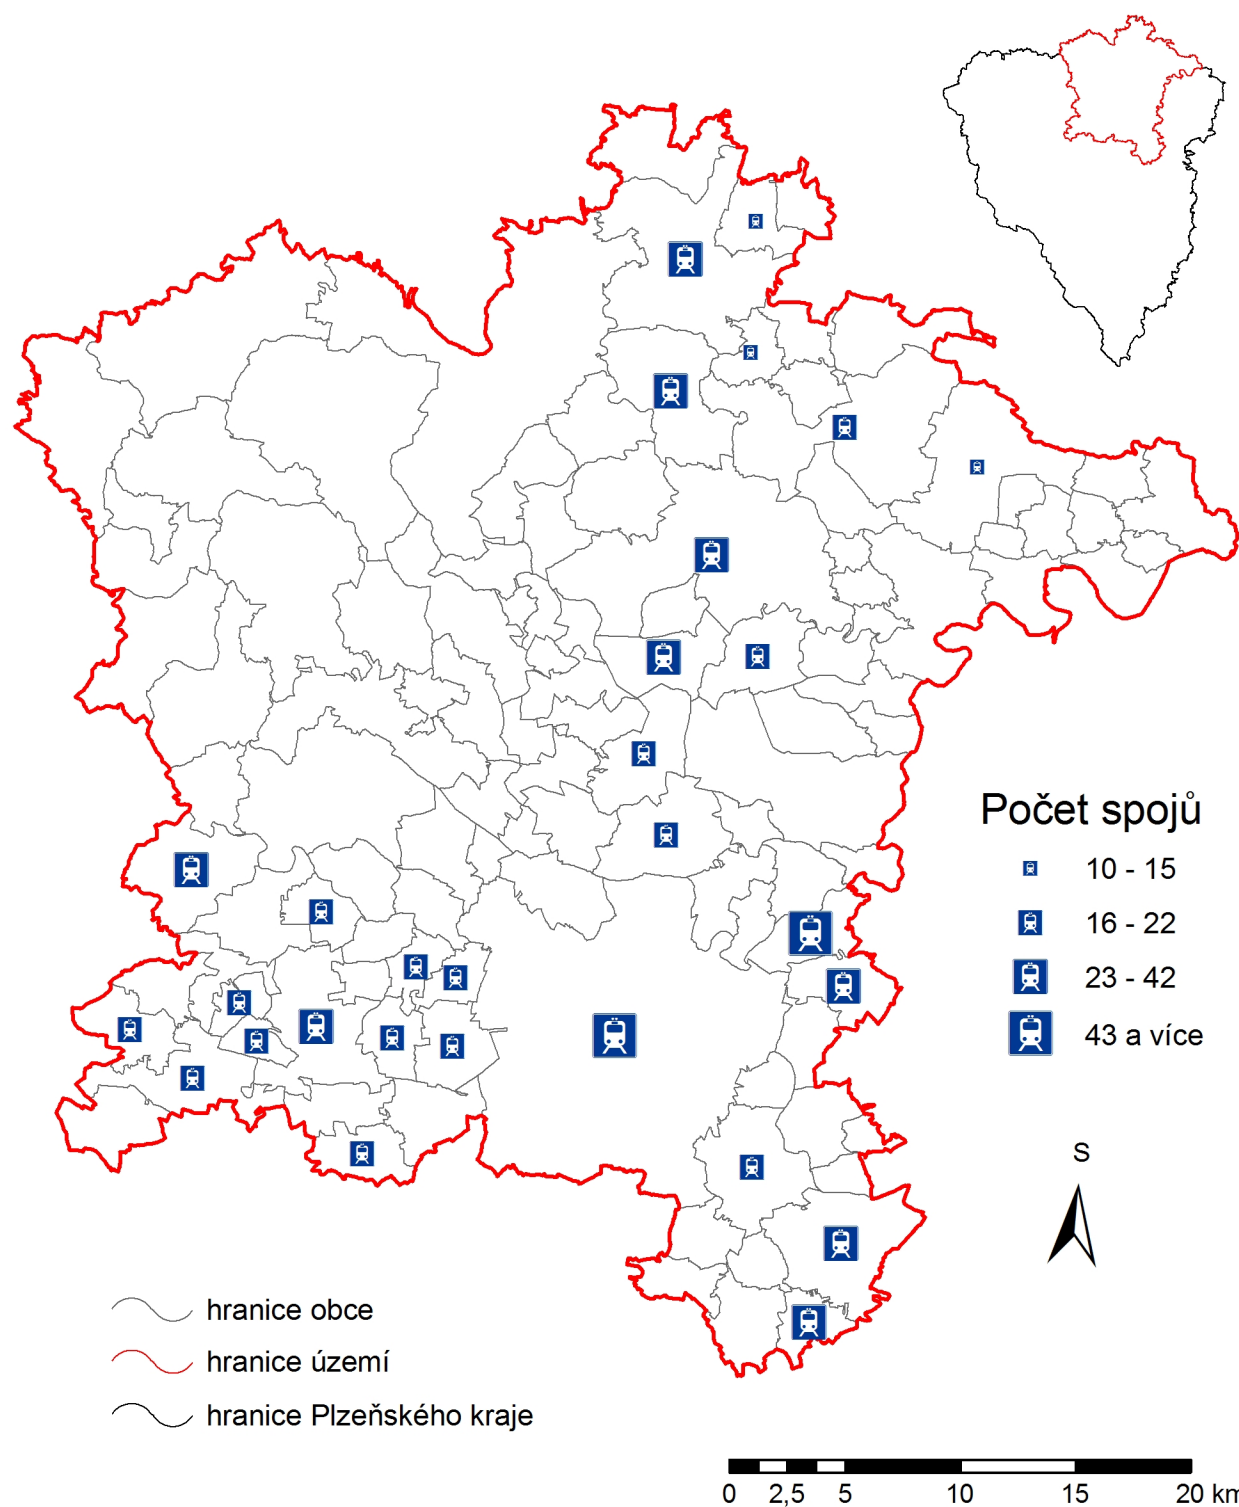 Počet spojů
10 - 15
16 - 22
23 - 42
43 a více
S
hranice obce
hranice území
hranice Plzeňského kraje
0 2,5 5 10 15 20 km